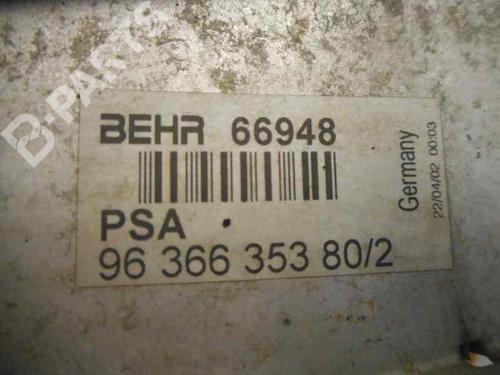 B-PARTS
BEHR 66948
PSA
96 366 353 80/2
Germany
22/04/02 00:03